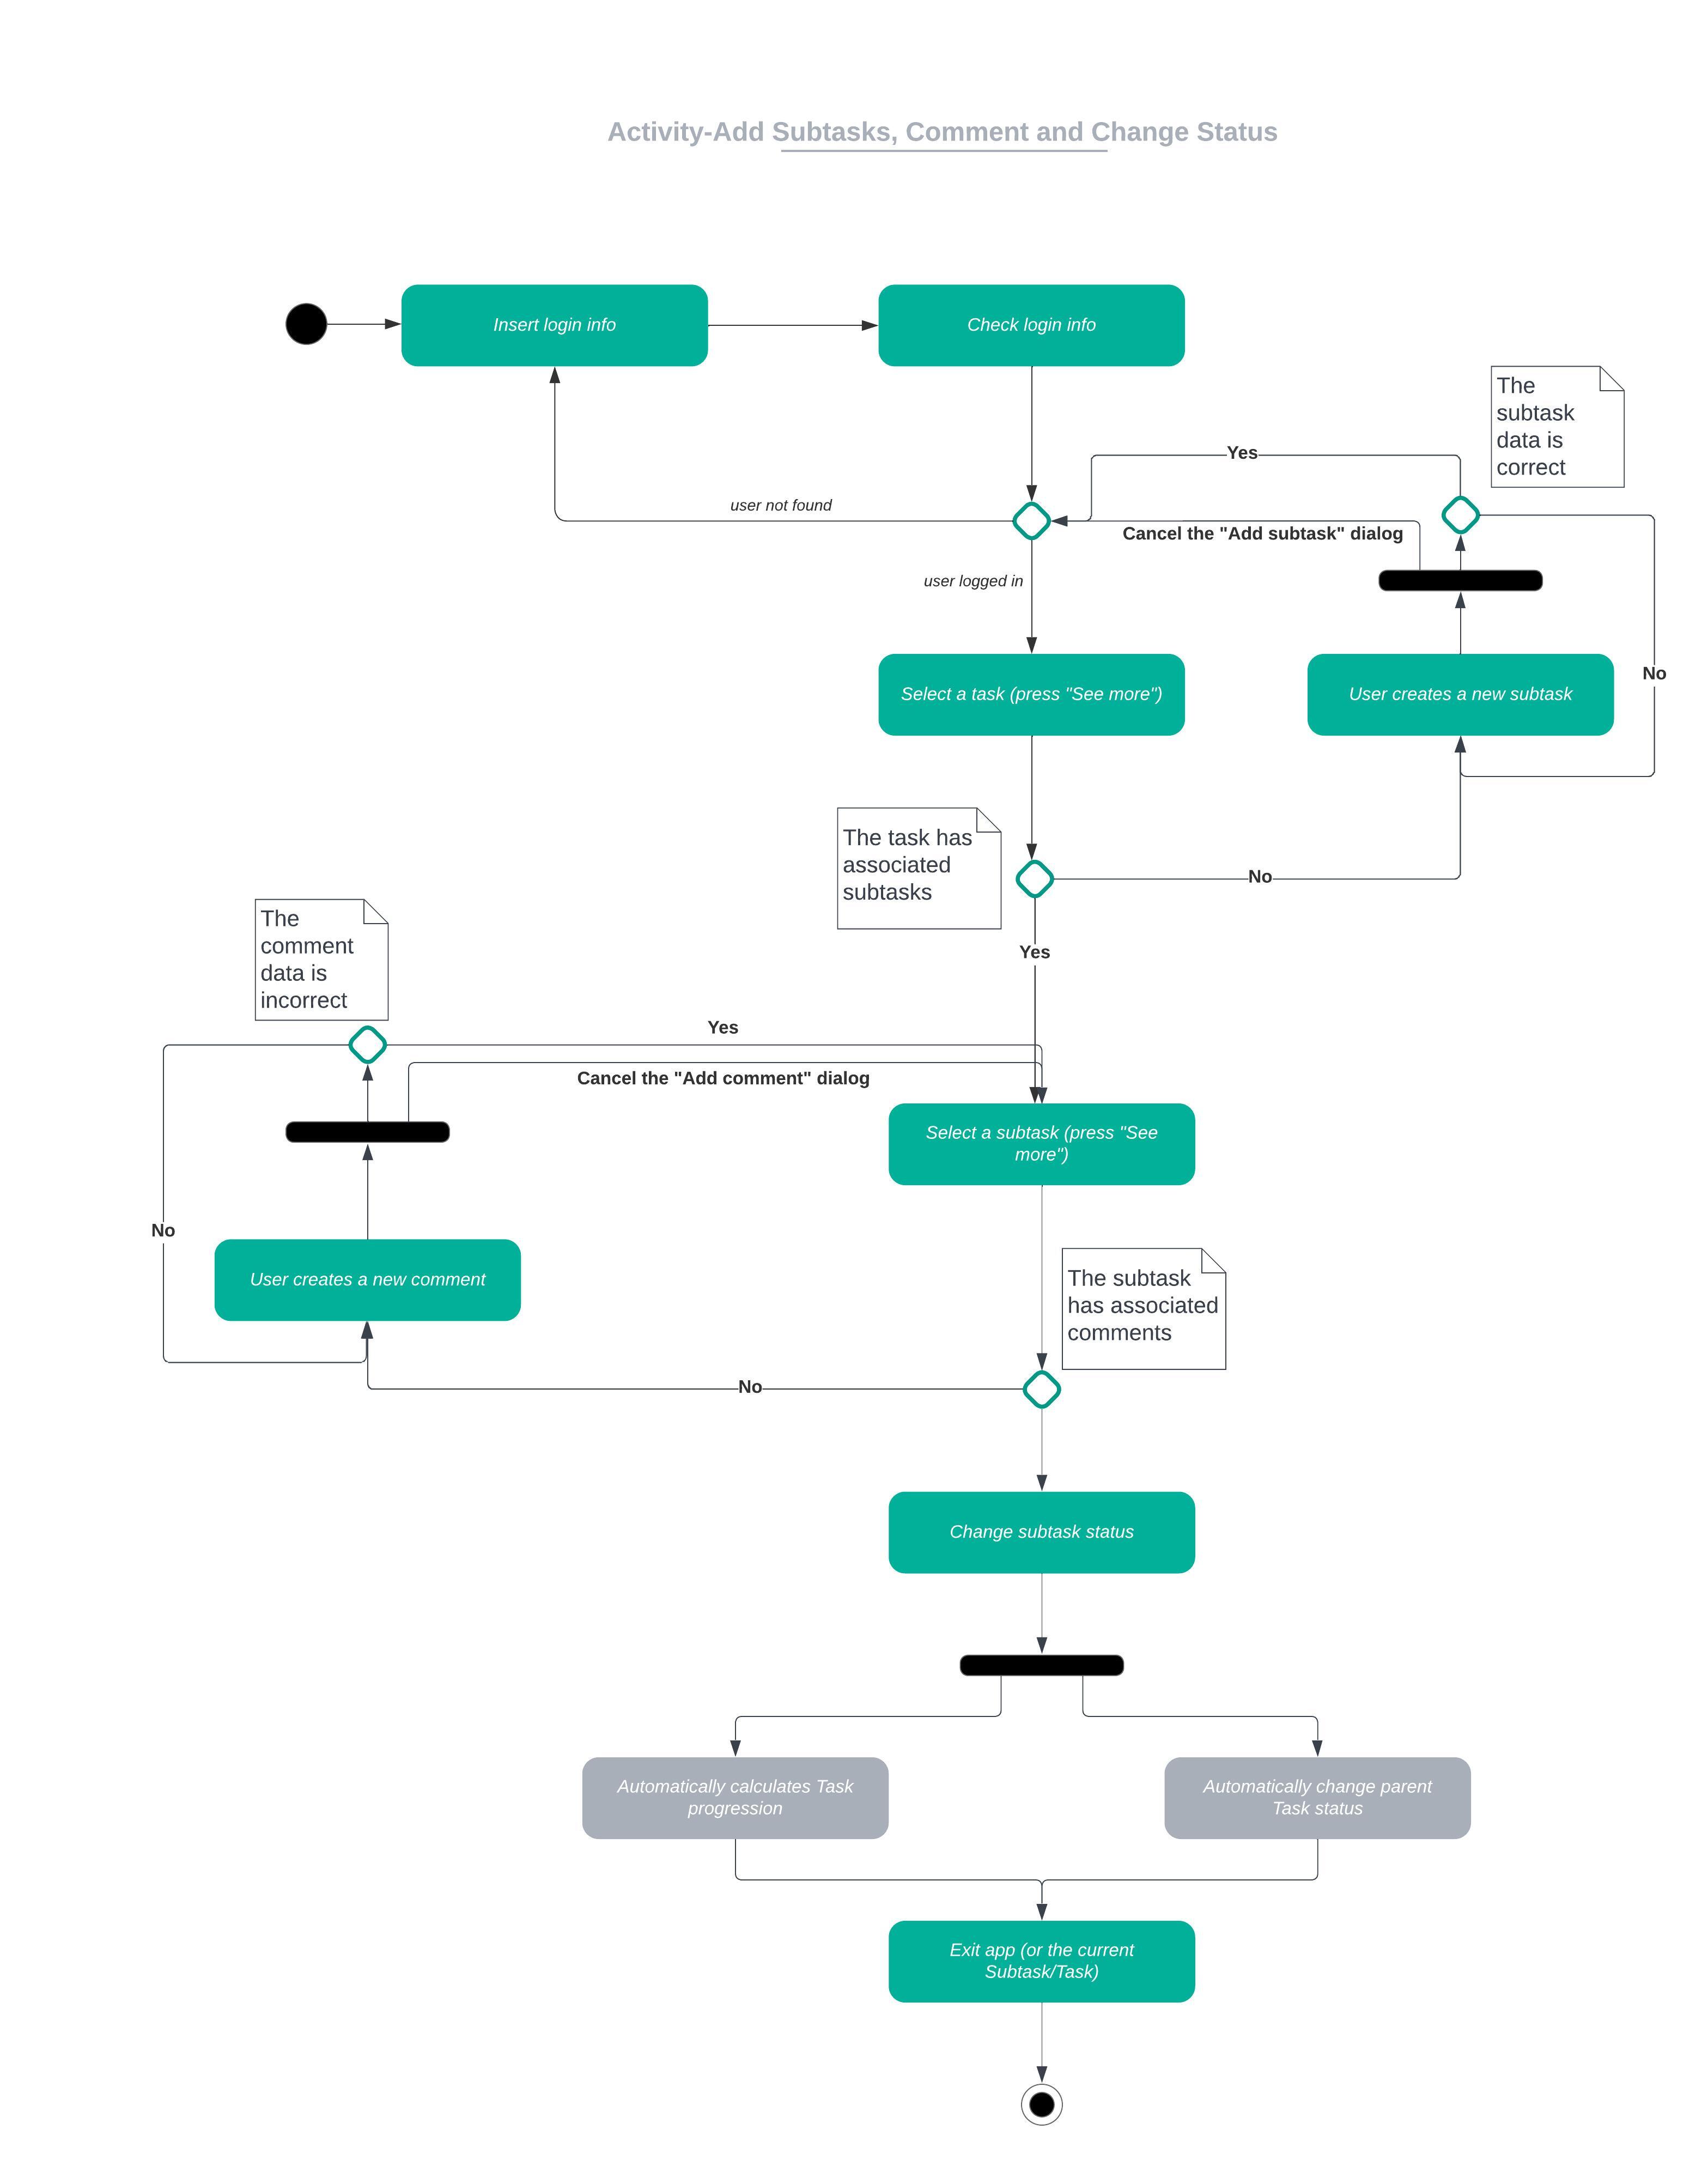 Activity-Add Subtasks, Comment and Change Status
Insert login info
Check login info
The
subtask
data is
correct
Yes
user not found
Cancel the "Add subtask" dialog
user logged in
Select a task (press "See more")
User creates a new subtask
No
The task has
associated
subtasks
No
Yes
The
comment
data is
incorrect
Yes
Cancel the "Add comment" dialog
Select a subtask (press "See
more")
No
User creates a new comment
The subtask
has associated
comments
No
Change subtask status
Automatically calculates Task
progression
Automatically change parent
Task status
Exit app (or the current
Subtask/Task)